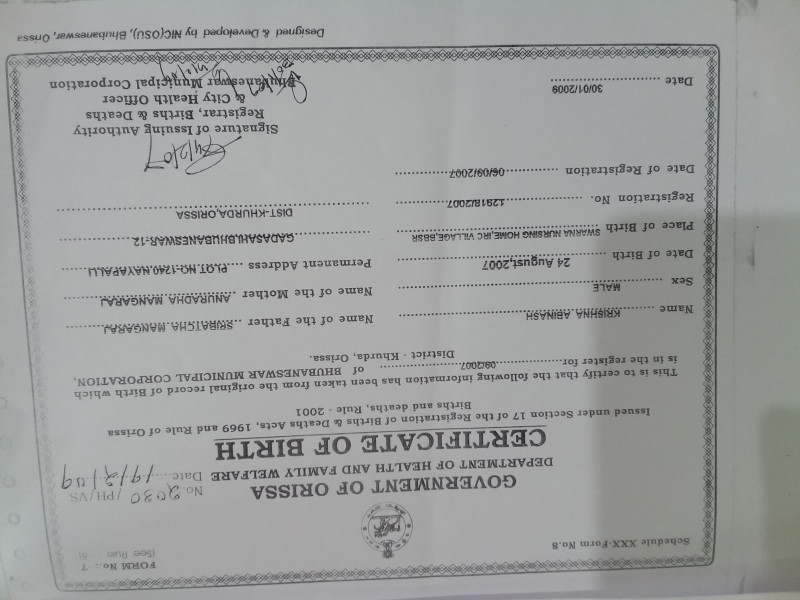 FORM No.:- 7
(See Rule 6)
Schedule XXX-Form No.8
GOVERNMENT OF ORISSA
DEPARTMENT OF HEALTH AND FAMILY WELFARE
No. 2030 / PH/VS
Date 19/2/09
CERTIFICATE OF BIRTH
Issued under Section 17 of the Registration of Births & Deaths Acts, 1969 and Rule of Orissa
Births and deaths, Rule - 2001
This is to certify that the following information has been taken from the original record of Birth which
is in the register for 09/2007 of BHUBANESWAR MUNICIPAL CORPORATION,
District - Khurda, Orissa.
Name KRISHNA ABINASH
Name of the Father SRIBATCHA MANGARAJ
Sex MALE
Name of the Mother ANURADHA MANGARAJ
Date of Birth 24 August,2007
Permanent Address PLOT NO-1240,NAYAPALLI,
Place of Birth SWARNA NURSING HOME,IRC VILLAGE,BBSR
GADASAHI,BHUBANESWAR-12
Registration No. 12818/2007
DIST-KHURDA,ORISSA
Date of Registration 06/09/2007
Signature of Issuing Authority
Registrar, Births & Deaths
& City Health Officer
Bhubaneswar Municipal Corporation
Date 30/01/2009
Designed & Developed by NIC(OSU), Bhubaneswar, Orissa